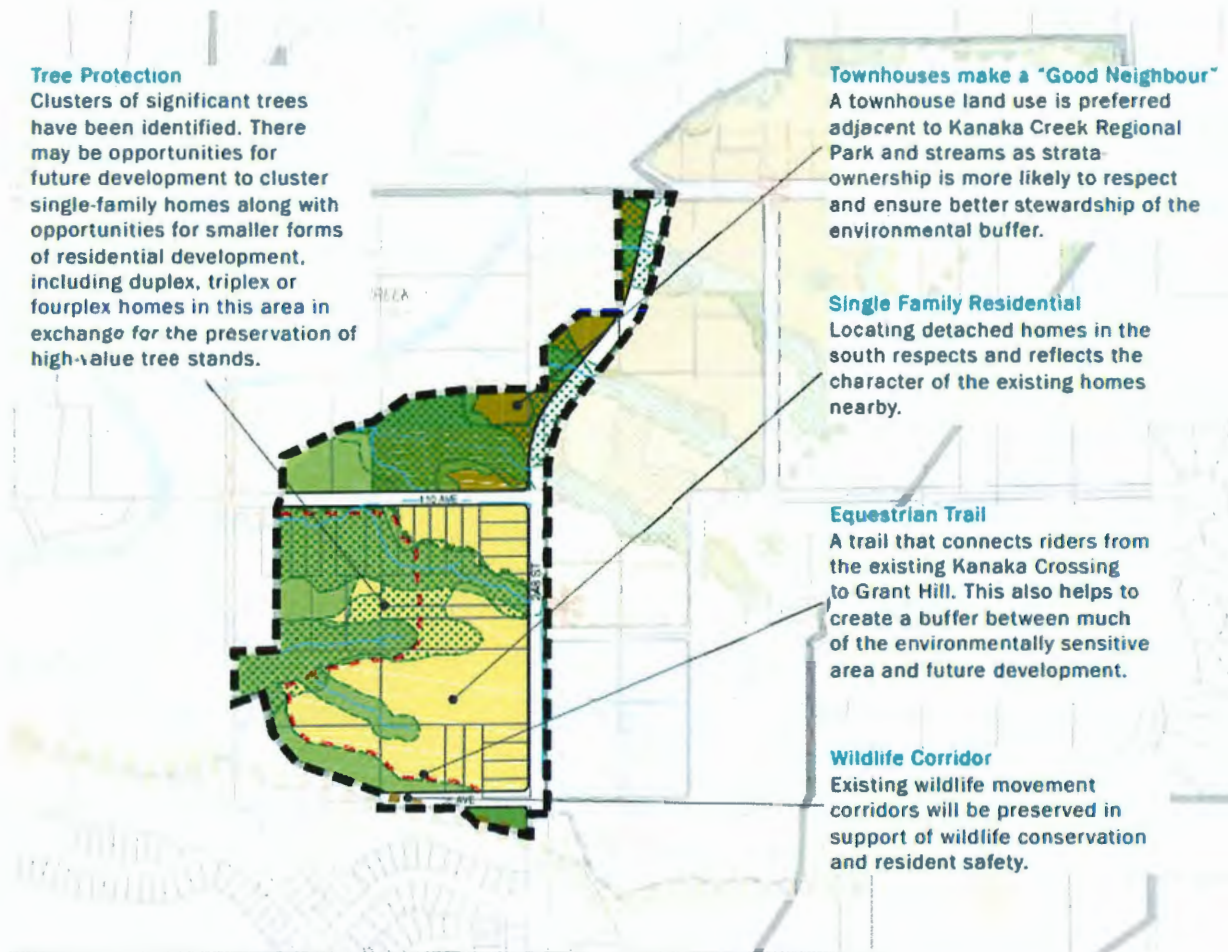 Tree Protection
Clusters of significant trees
have been identified. There
may be opportunities for
future development to cluster
single-family homes along with
opportunities for smaller forms
of residential development,
including duplex, triplex or
fourplex homes in this area in
exchange for the preservation of
high-value tree stands.
Townhouses make a "Good Neighbour"
A townhouse land use is preferred
adjacent to Kanaka Creek Regional
Park and streams as strata-
ownership is more likely to respect
and ensure better stewardship of the
environmental buffer.
Single Family Residential
Locating detached homes in the
south respects and reflects the
character of the existing homes
nearby.
Equestrian Trail
A trail that connects riders from
the existing Kanaka Crossing
to Grant Hill. This also helps to
create a buffer between much
of the environmentally sensitive
area and future development.
Wildlife Corridor
Existing wildlife movement
corridors will be preserved in
support of wildlife conservation
and resident safety.
110 AVE
248 ST
AVE